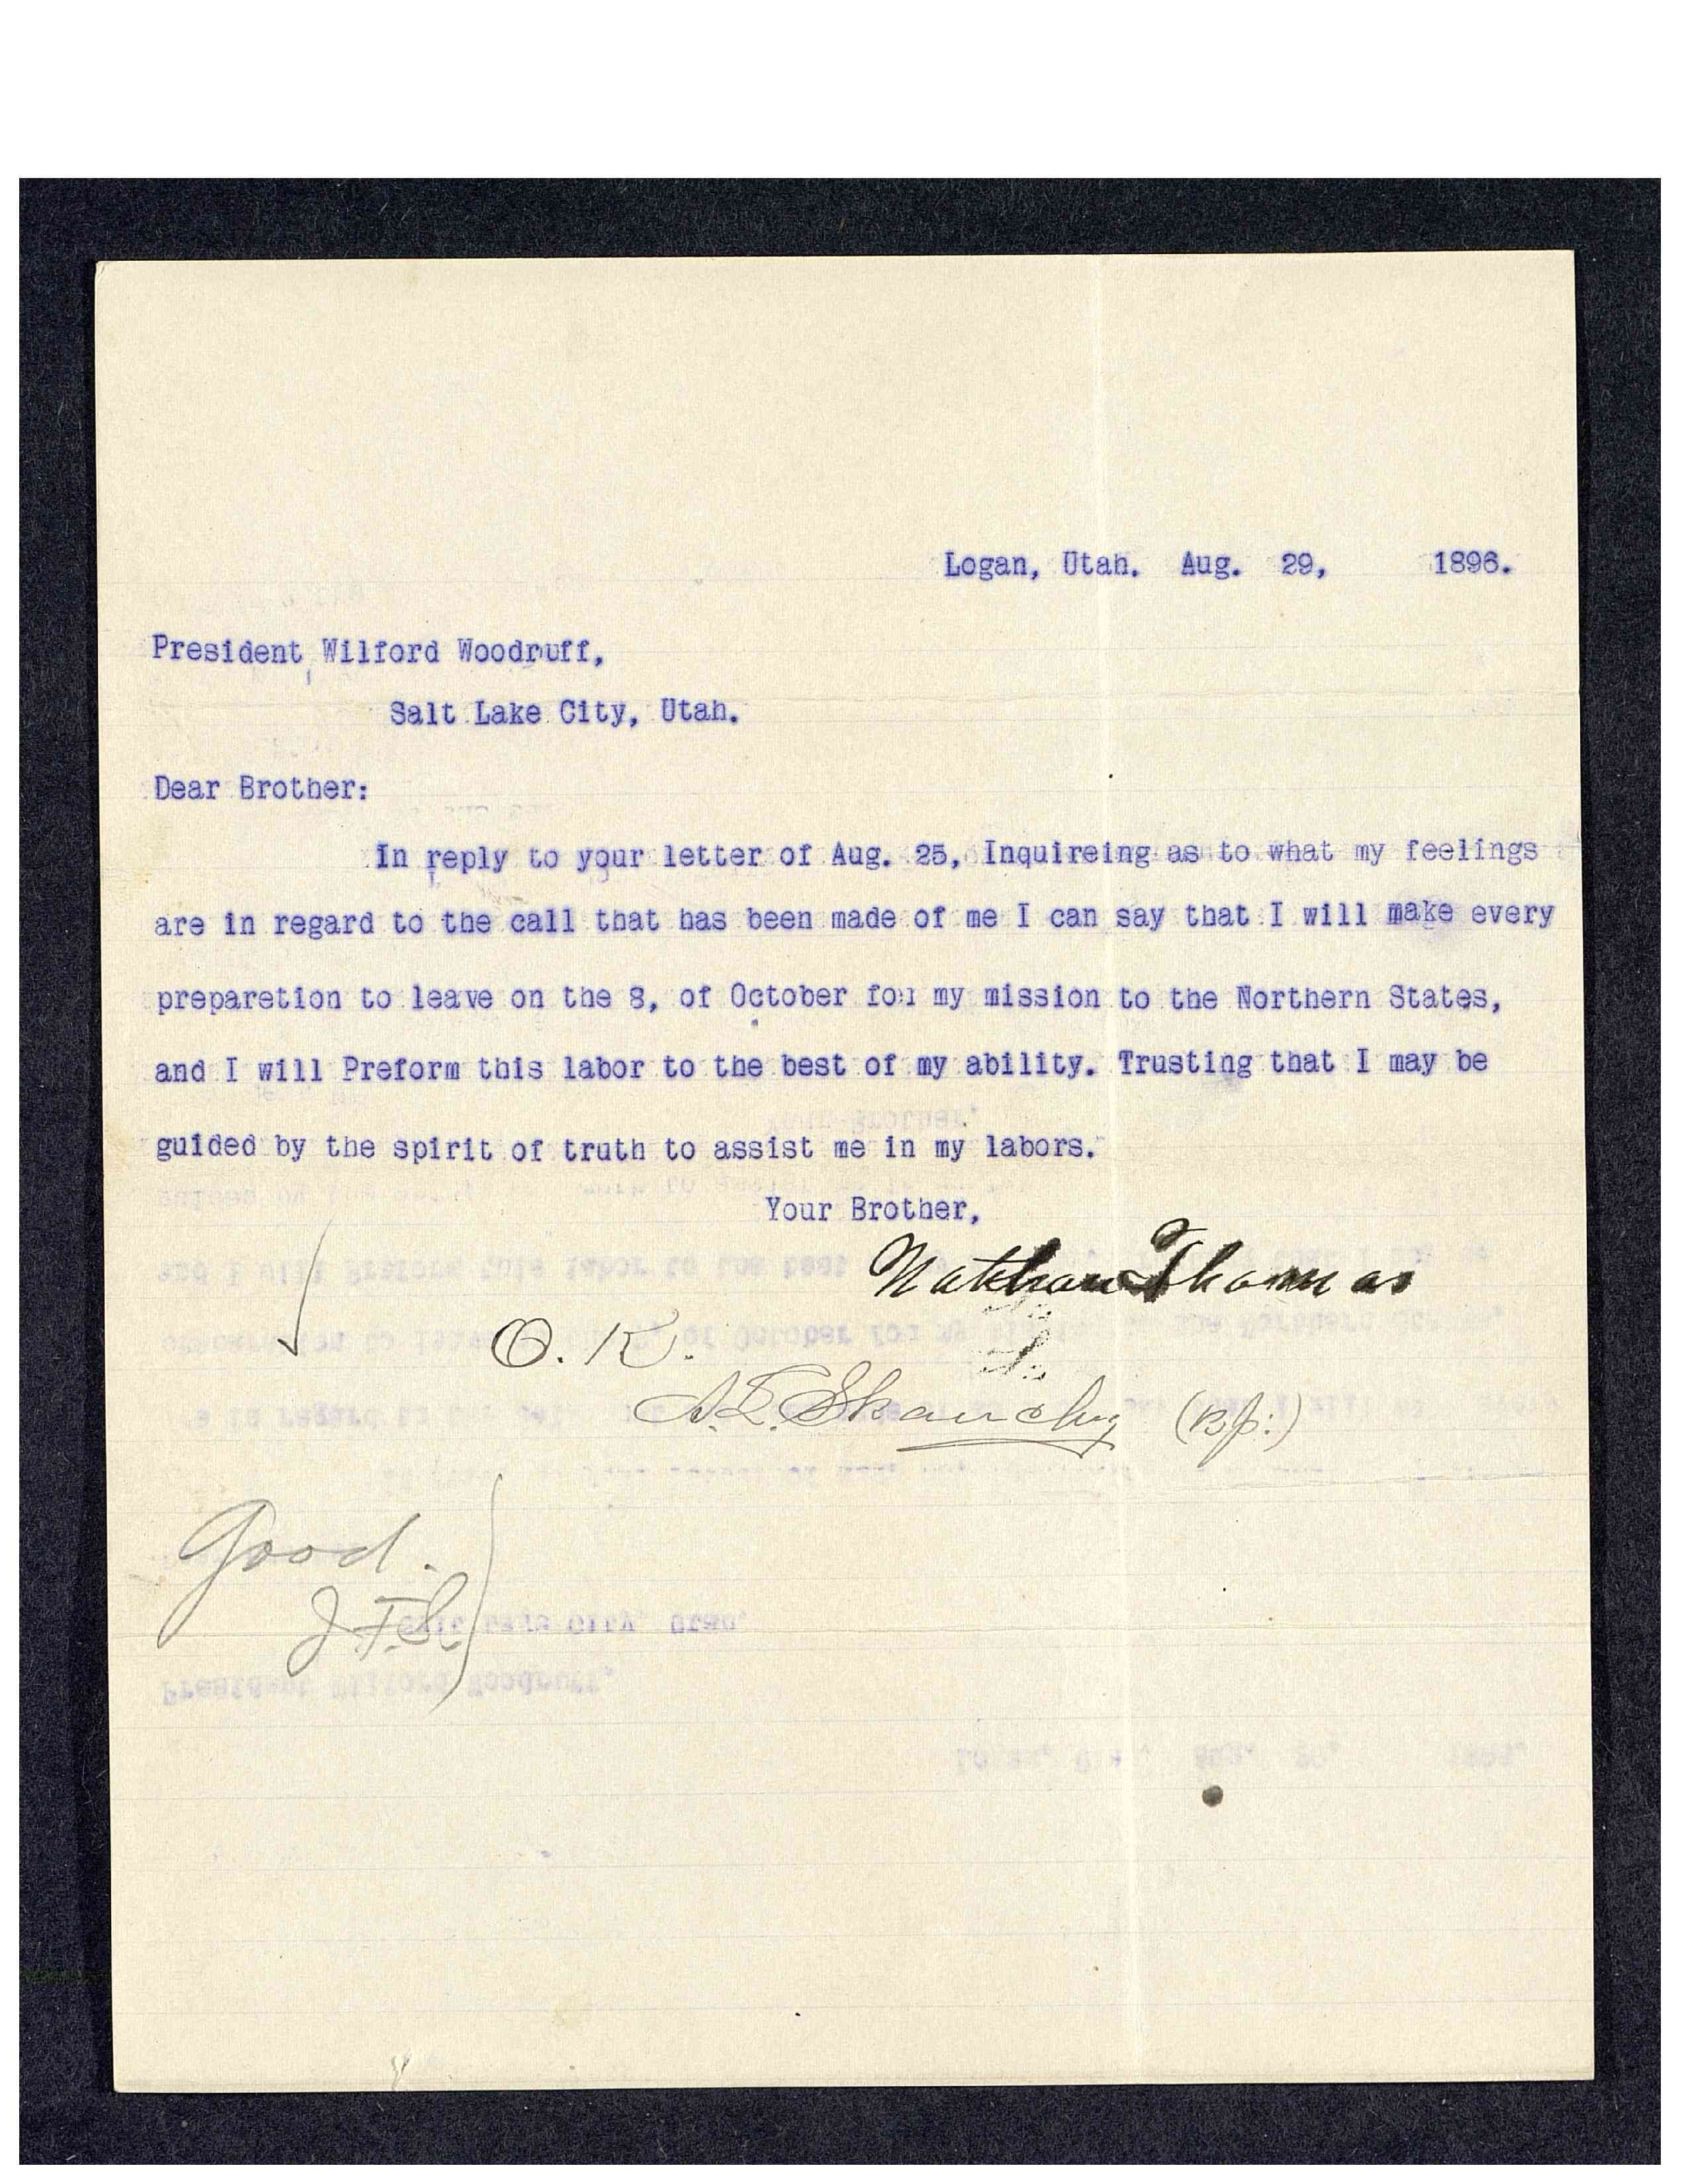 Logan, Utah. Aug. 29, 1896.
President Wilford Woodruff,
Salt Lake City, Utah.
Dear Brother:
In reply to your letter of Aug. 25, Inquireing as to what my feelings
are in regard to the call that has been made of me I can say that I will make every
preparetion to leave on the 8, of October for my mission to the Northern States,
and I will Preform this labor to the best of my ability. Trusting that I may be
guided by the spirit of truth to assist me in my labors.
Your Brother,
Nathan Thomas
O. K.
A. L. Skanchy (Bp.)
Good.
J. F. S.